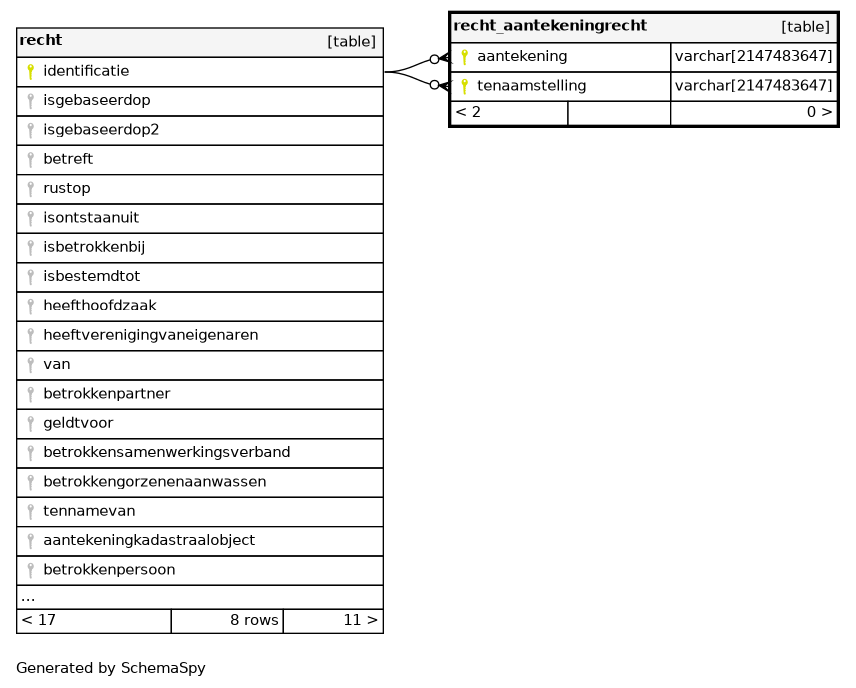 recht [table]
identificatie
isgebaseerdop
isgebaseerdop2
betreft
rustop
isontstaanuit
isbetrokkenbij
isbestemdtot
heefthoofdzaak
heeftverenigingvaneigenaren
van
betrokkenpartner
geldtvoor
betrokkensamenwerkingsverband
betrokkengorzenenaanwassen
tennamevan
aantekeningkadastraalobject
betrokkenpersoon
...
< 17 8 rows 11 >
recht_aantekeningrecht [table]
aantekening varchar[2147483647]
tenaamstelling varchar[2147483647]
< 2 0 >
Generated by SchemaSpy